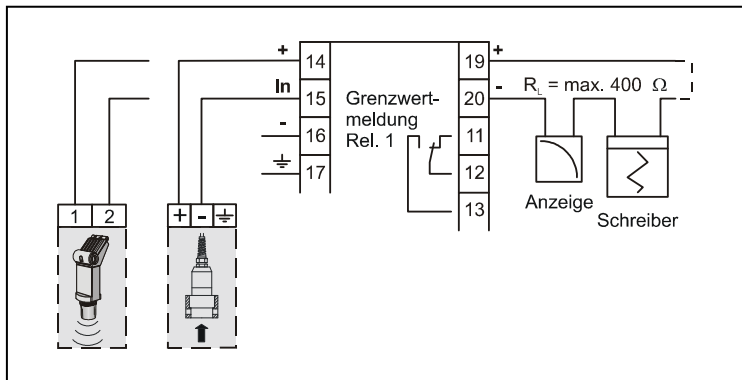 + 14 19 +
In 15 20 - R_L = max. 400 Ω
Grenzwert-
meldung
Rel. 1
- 16 11
⏚ 17 12
13
Anzeige
Schreiber
1 2
+ - ⏚